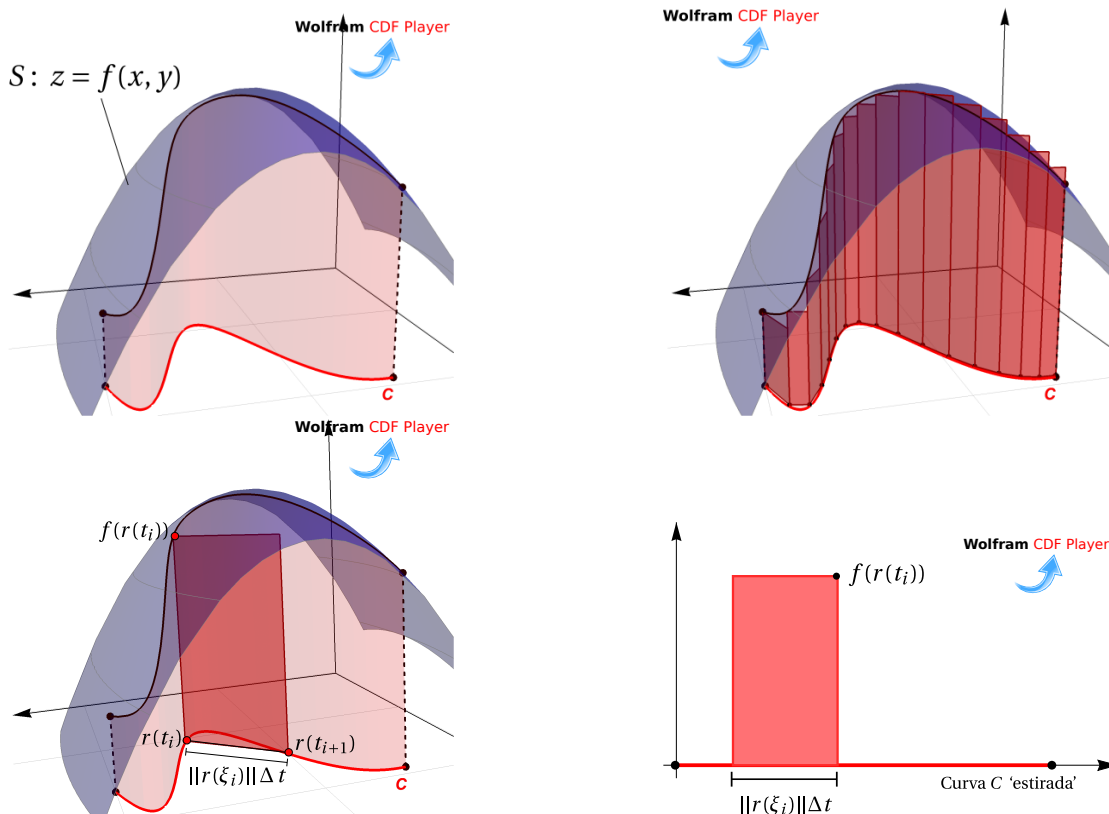 Wolfram CDF Player
S: z = f(x, y)
C
Wolfram CDF Player
C
Wolfram CDF Player
f(r(t_i))
r(t_i)
r(t_{i+1})
||r(ξ_i)||Δt
C
Wolfram CDF Player
f(r(t_i))
Curva C ‘estirada’
||r(ξ_i)||Δt